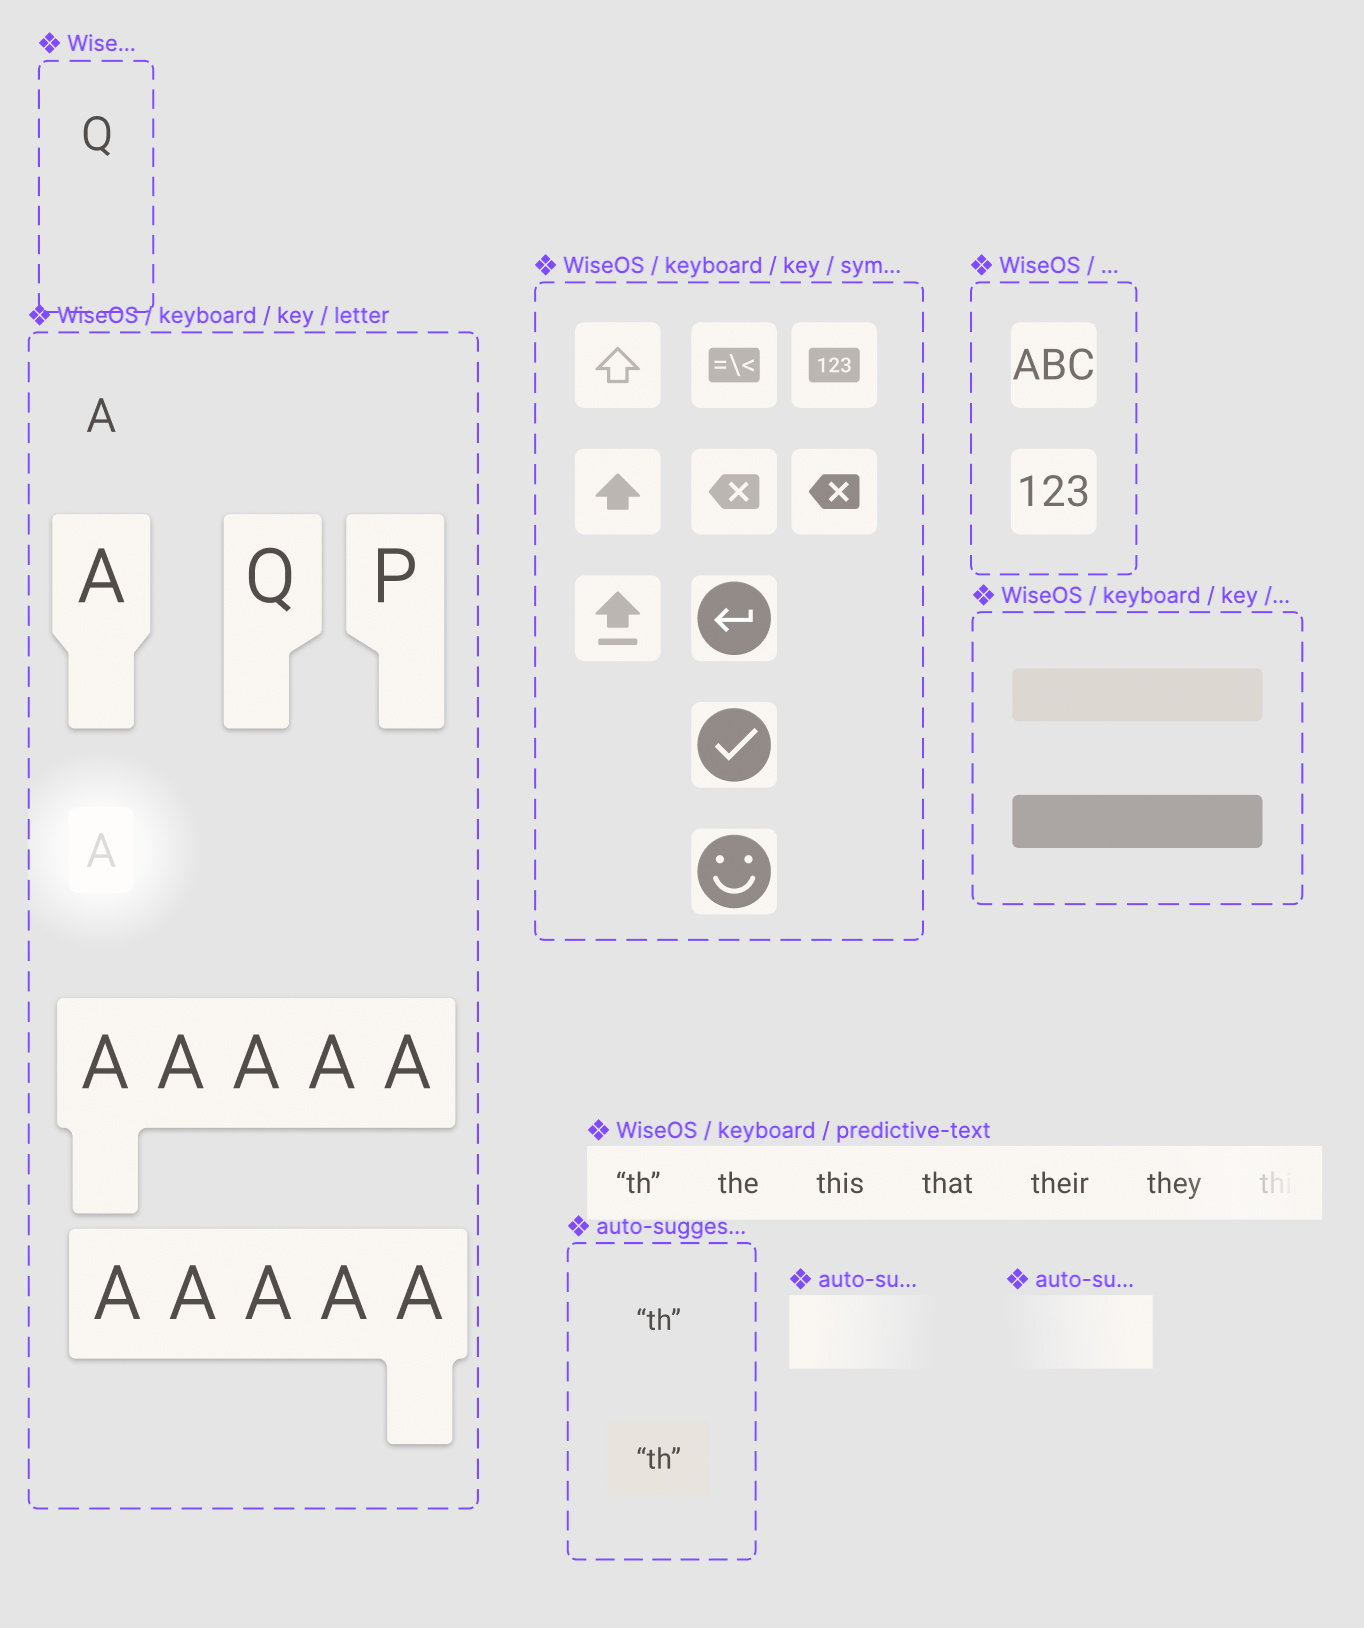 Wise...
Q
WiseOS / keyboard / key / letter
A
A Q P
A
A A A A A
A A A A A
WiseOS / keyboard / key / sym...
=\< 123
WiseOS / ...
ABC
123
WiseOS / keyboard / key /...
WiseOS / keyboard / predictive-text
“th” the this that their they thi
auto-sugges...
“th”
“th”
auto-su...
auto-su...